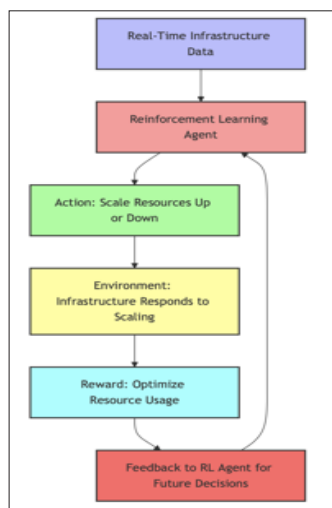 Real-Time Infrastructure
Data
Reinforcement Learning
Agent
Action: Scale Resources Up
or Down
Environment:
Infrastructure Responds to
Scaling
Reward: Optimize
Resource Usage
Feedback to RL Agent for
Future Decisions